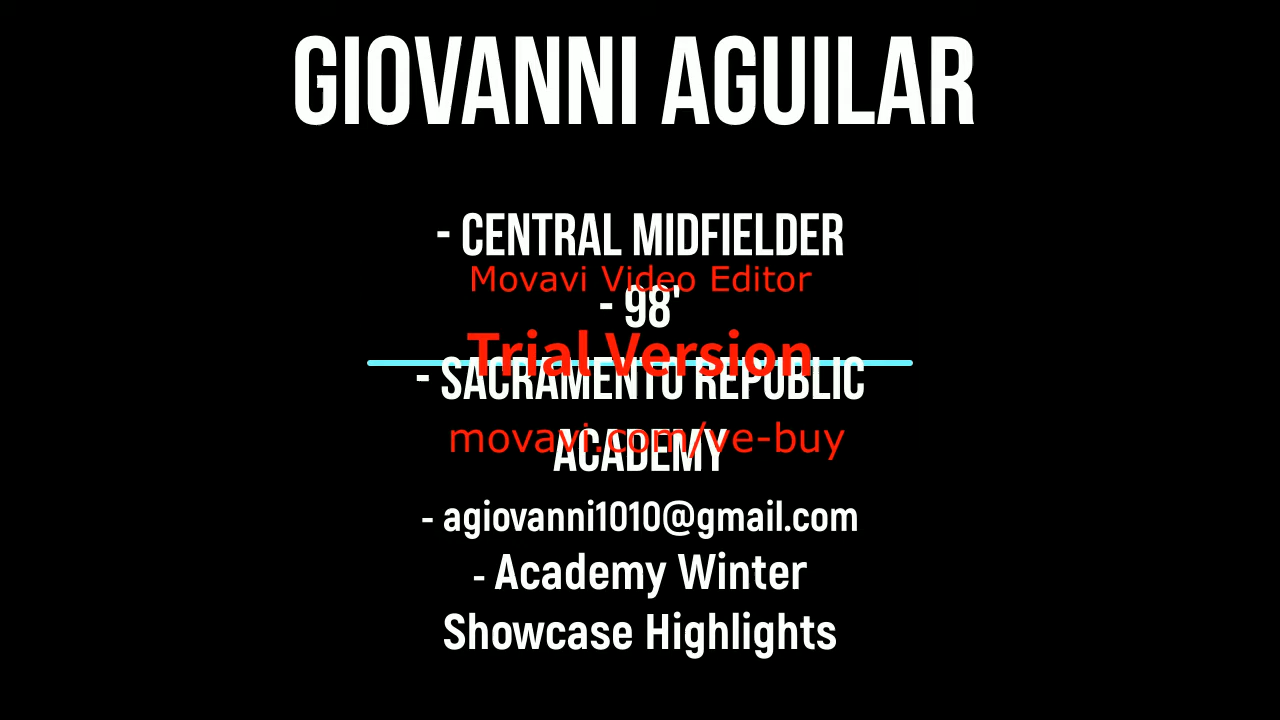 GIOVANNI AGUILAR
- CENTRAL MIDFIELDER
Movavi Video Editor
- 98'
Trial Version
- SACRAMENTO REPUBLIC
movavi.com/ve-buy
ACADEMY
- agiovanni1010@gmail.com
- Academy Winter
Showcase Highlights